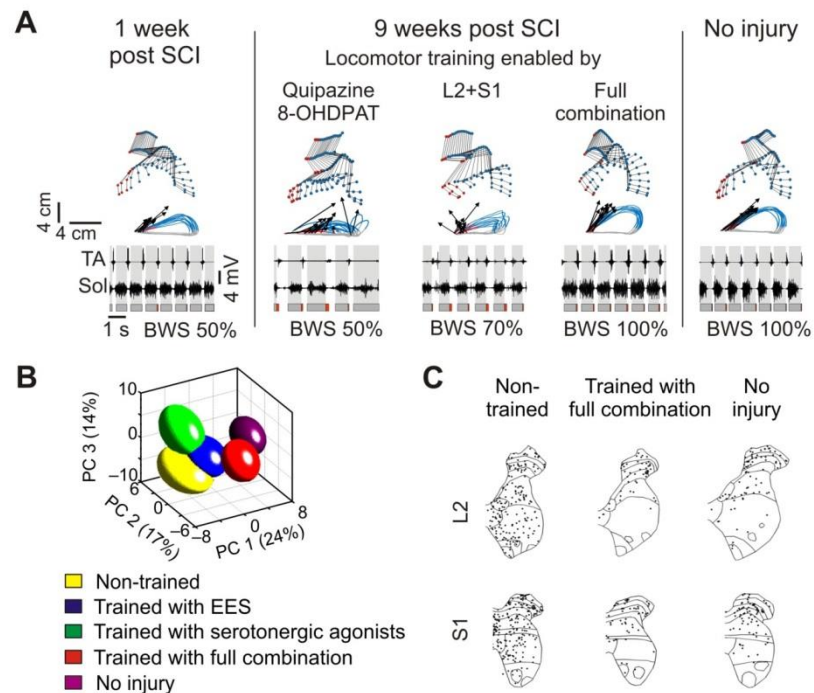 A
1 week
post SCI
9 weeks post SCI
Locomotor training enabled by
No injury
Quipazine
8-OHDPAT
L2+S1
Full
combination
4 cm
4 cm
TA
Sol
4 mV
1 s
BWS 50%
BWS 50%
BWS 70%
BWS 100%
BWS 100%
B
PC 3 (14%)
10
0
–10
PC 2 (17%)
6
0
–6
–8
PC 1 (24%)
0
8
Non-trained
Trained with EES
Trained with serotonergic agonists
Trained with full combination
No injury
C
Non-
trained
Trained with
full combination
No
injury
L2
S1